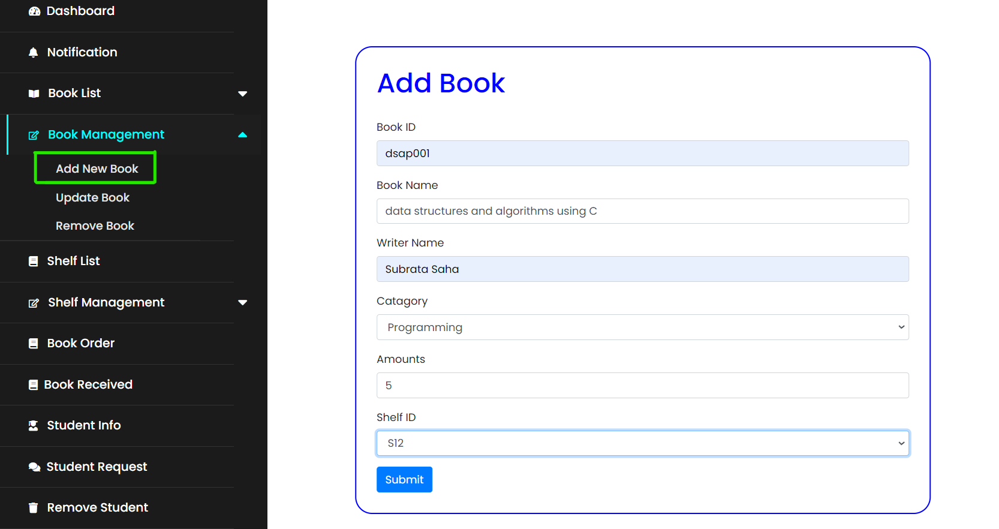 Dashboard
Notification
Book List
Book Management
Add New Book
Update Book
Remove Book
Shelf List
Shelf Management
Book Order
Book Received
Student Info
Student Request
Remove Student
Add Book
Book ID
dsap001
Book Name
data structures and algorithms using C
Writer Name
Subrata Saha
Catagory
Programming
Amounts
5
Shelf ID
S12
Submit